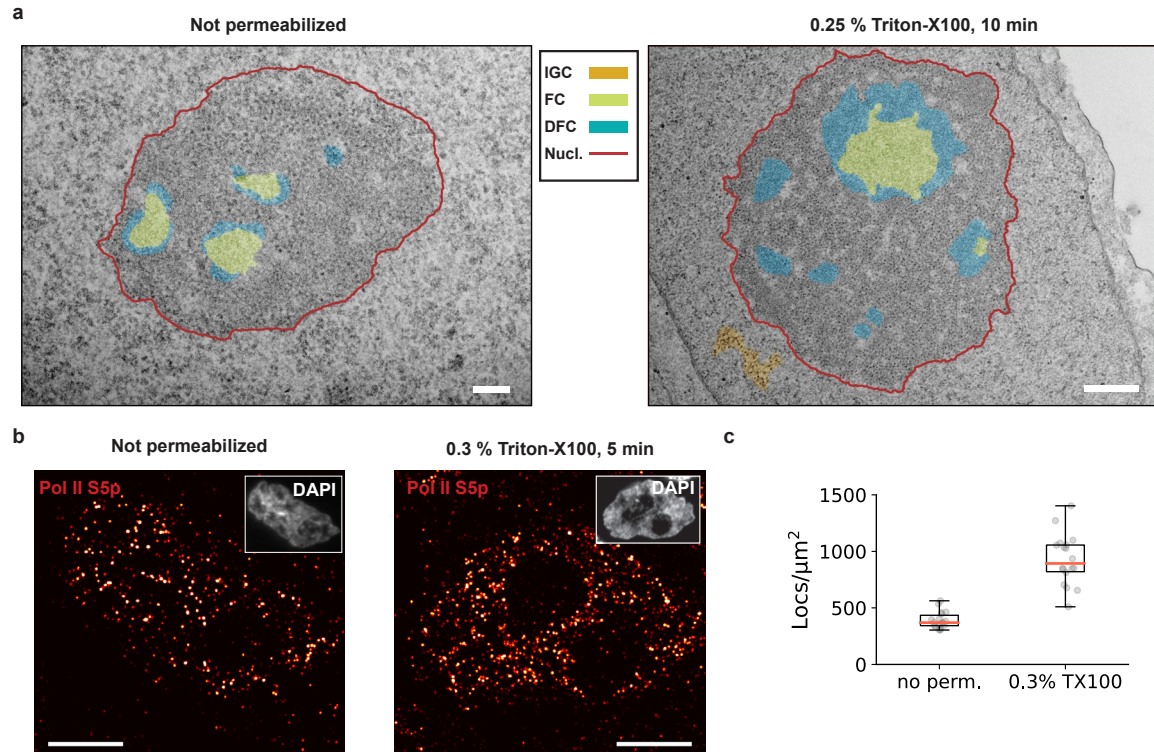 a
Not permeabilized
0.25 % Triton-X100, 10 min
IGC
FC
DFC
Nucl.
b
Not permeabilized
0.3 % Triton-X100, 5 min
c
Pol II S5p
DAPI
Pol II S5p
DAPI
1500
1000
500
0
Locs/μm²
no perm.
0.3% TX100